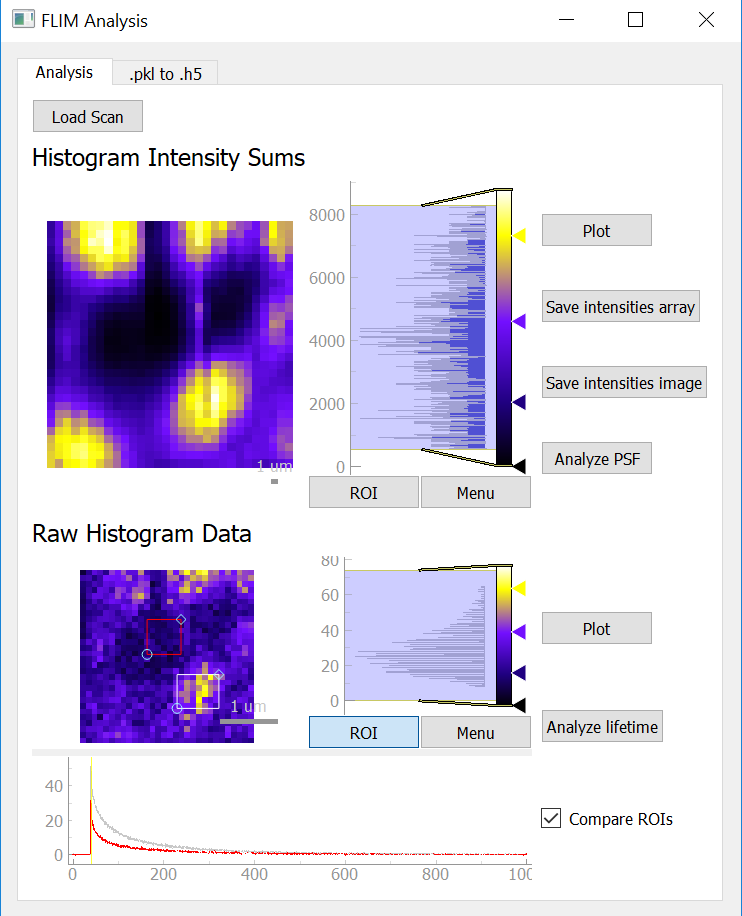 FLIM Analysis
Analysis
.pkl to .h5
Load Scan
Histogram Intensity Sums
8000
6000
4000
2000
0
1 um
Plot
Save intensities array
Save intensities image
Analyze PSF
ROI
Menu
Raw Histogram Data
80
60
40
20
0
1 um
Plot
ROI
Menu
Analyze lifetime
40
20
0
0
200
400
600
800
Compare ROIs